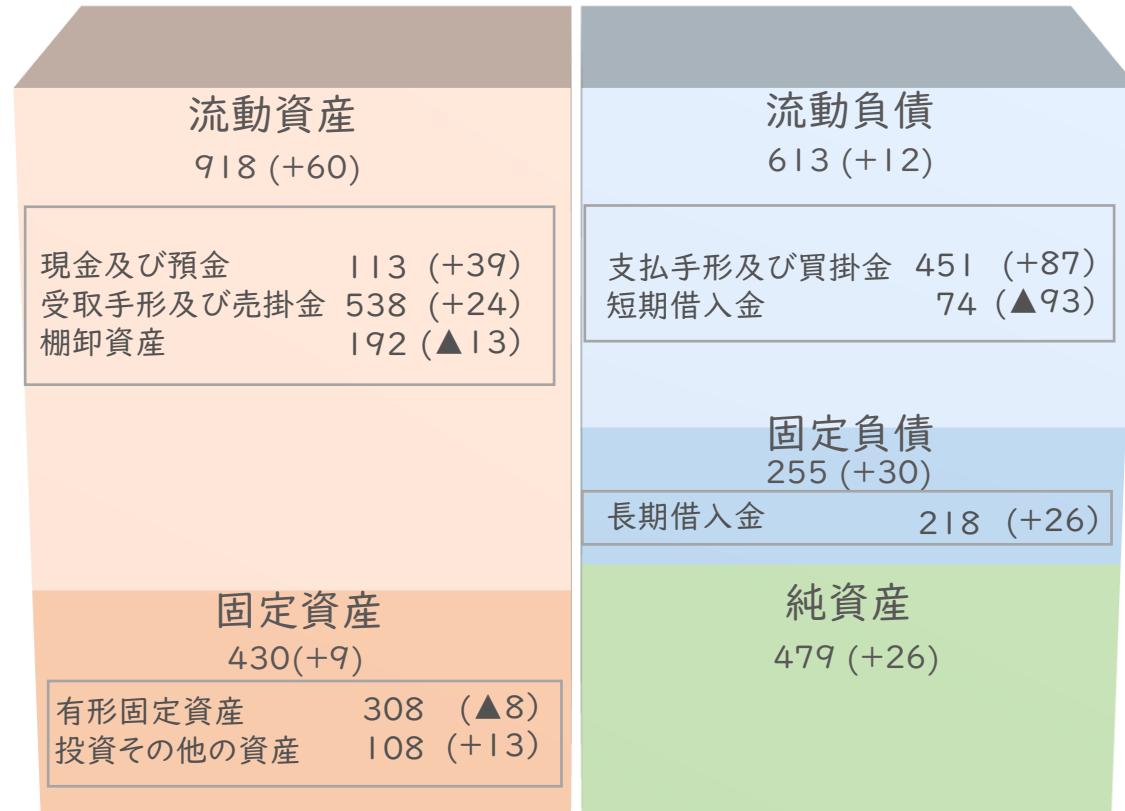 流動資産
918 (+60)
現金及び預金 113 (+39)
受取手形及び売掛金 538 (+24)
棚卸資産 192 (▲13)
固定資産
430(+9)
有形固定資産 308 (▲8)
投資その他の資産 108 (+13)
流動負債
613 (+12)
支払手形及び買掛金 451 (+87)
短期借入金 74 (▲93)
固定負債
255 (+30)
長期借入金 218 (+26)
純資産
479 (+26)